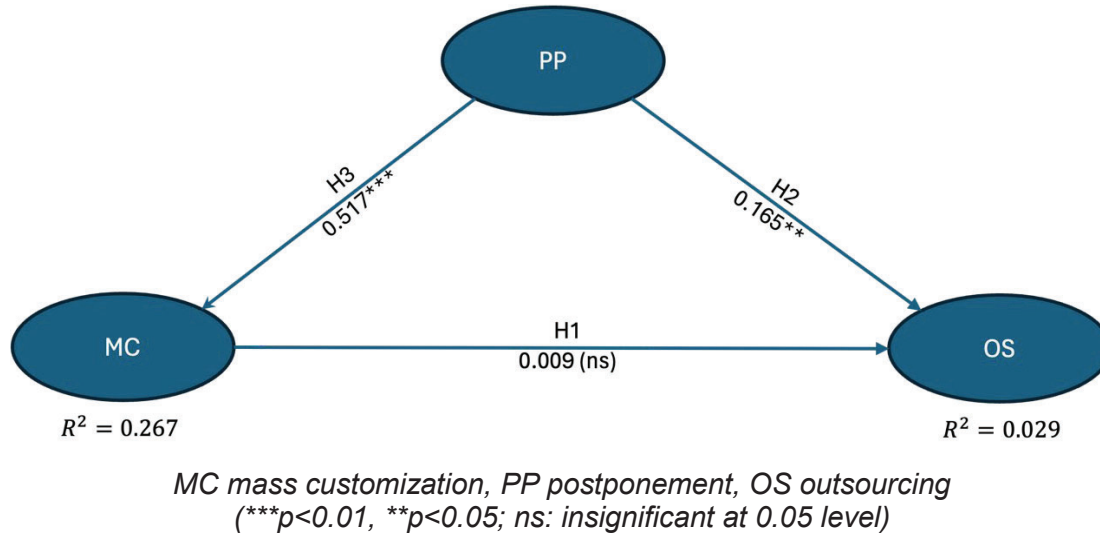 PP
H3
0.517***
H2
0.165**
MC
H1
0.009 (ns)
OS
R² = 0.267
R² = 0.029
MC mass customization, PP postponement, OS outsourcing
(***p<0.01, **p<0.05; ns: insignificant at 0.05 level)